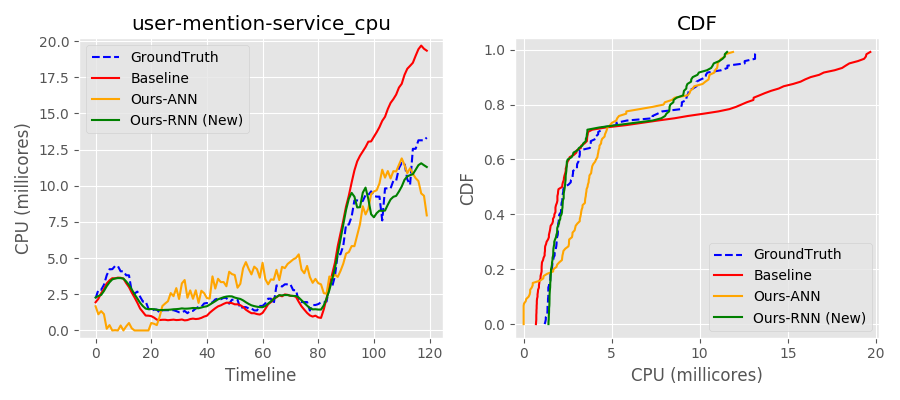 user-mention-service_cpu
CPU (millicores)
20.0
17.5
15.0
12.5
10.0
7.5
5.0
2.5
0.0
GroundTruth
Baseline
Ours-ANN
Ours-RNN (New)
0
20
40
60
80
100
120
Timeline
CDF
CDF
1.0
0.8
0.6
0.4
0.2
0.0
GroundTruth
Baseline
Ours-ANN
Ours-RNN (New)
0
5
10
15
20
CPU (millicores)